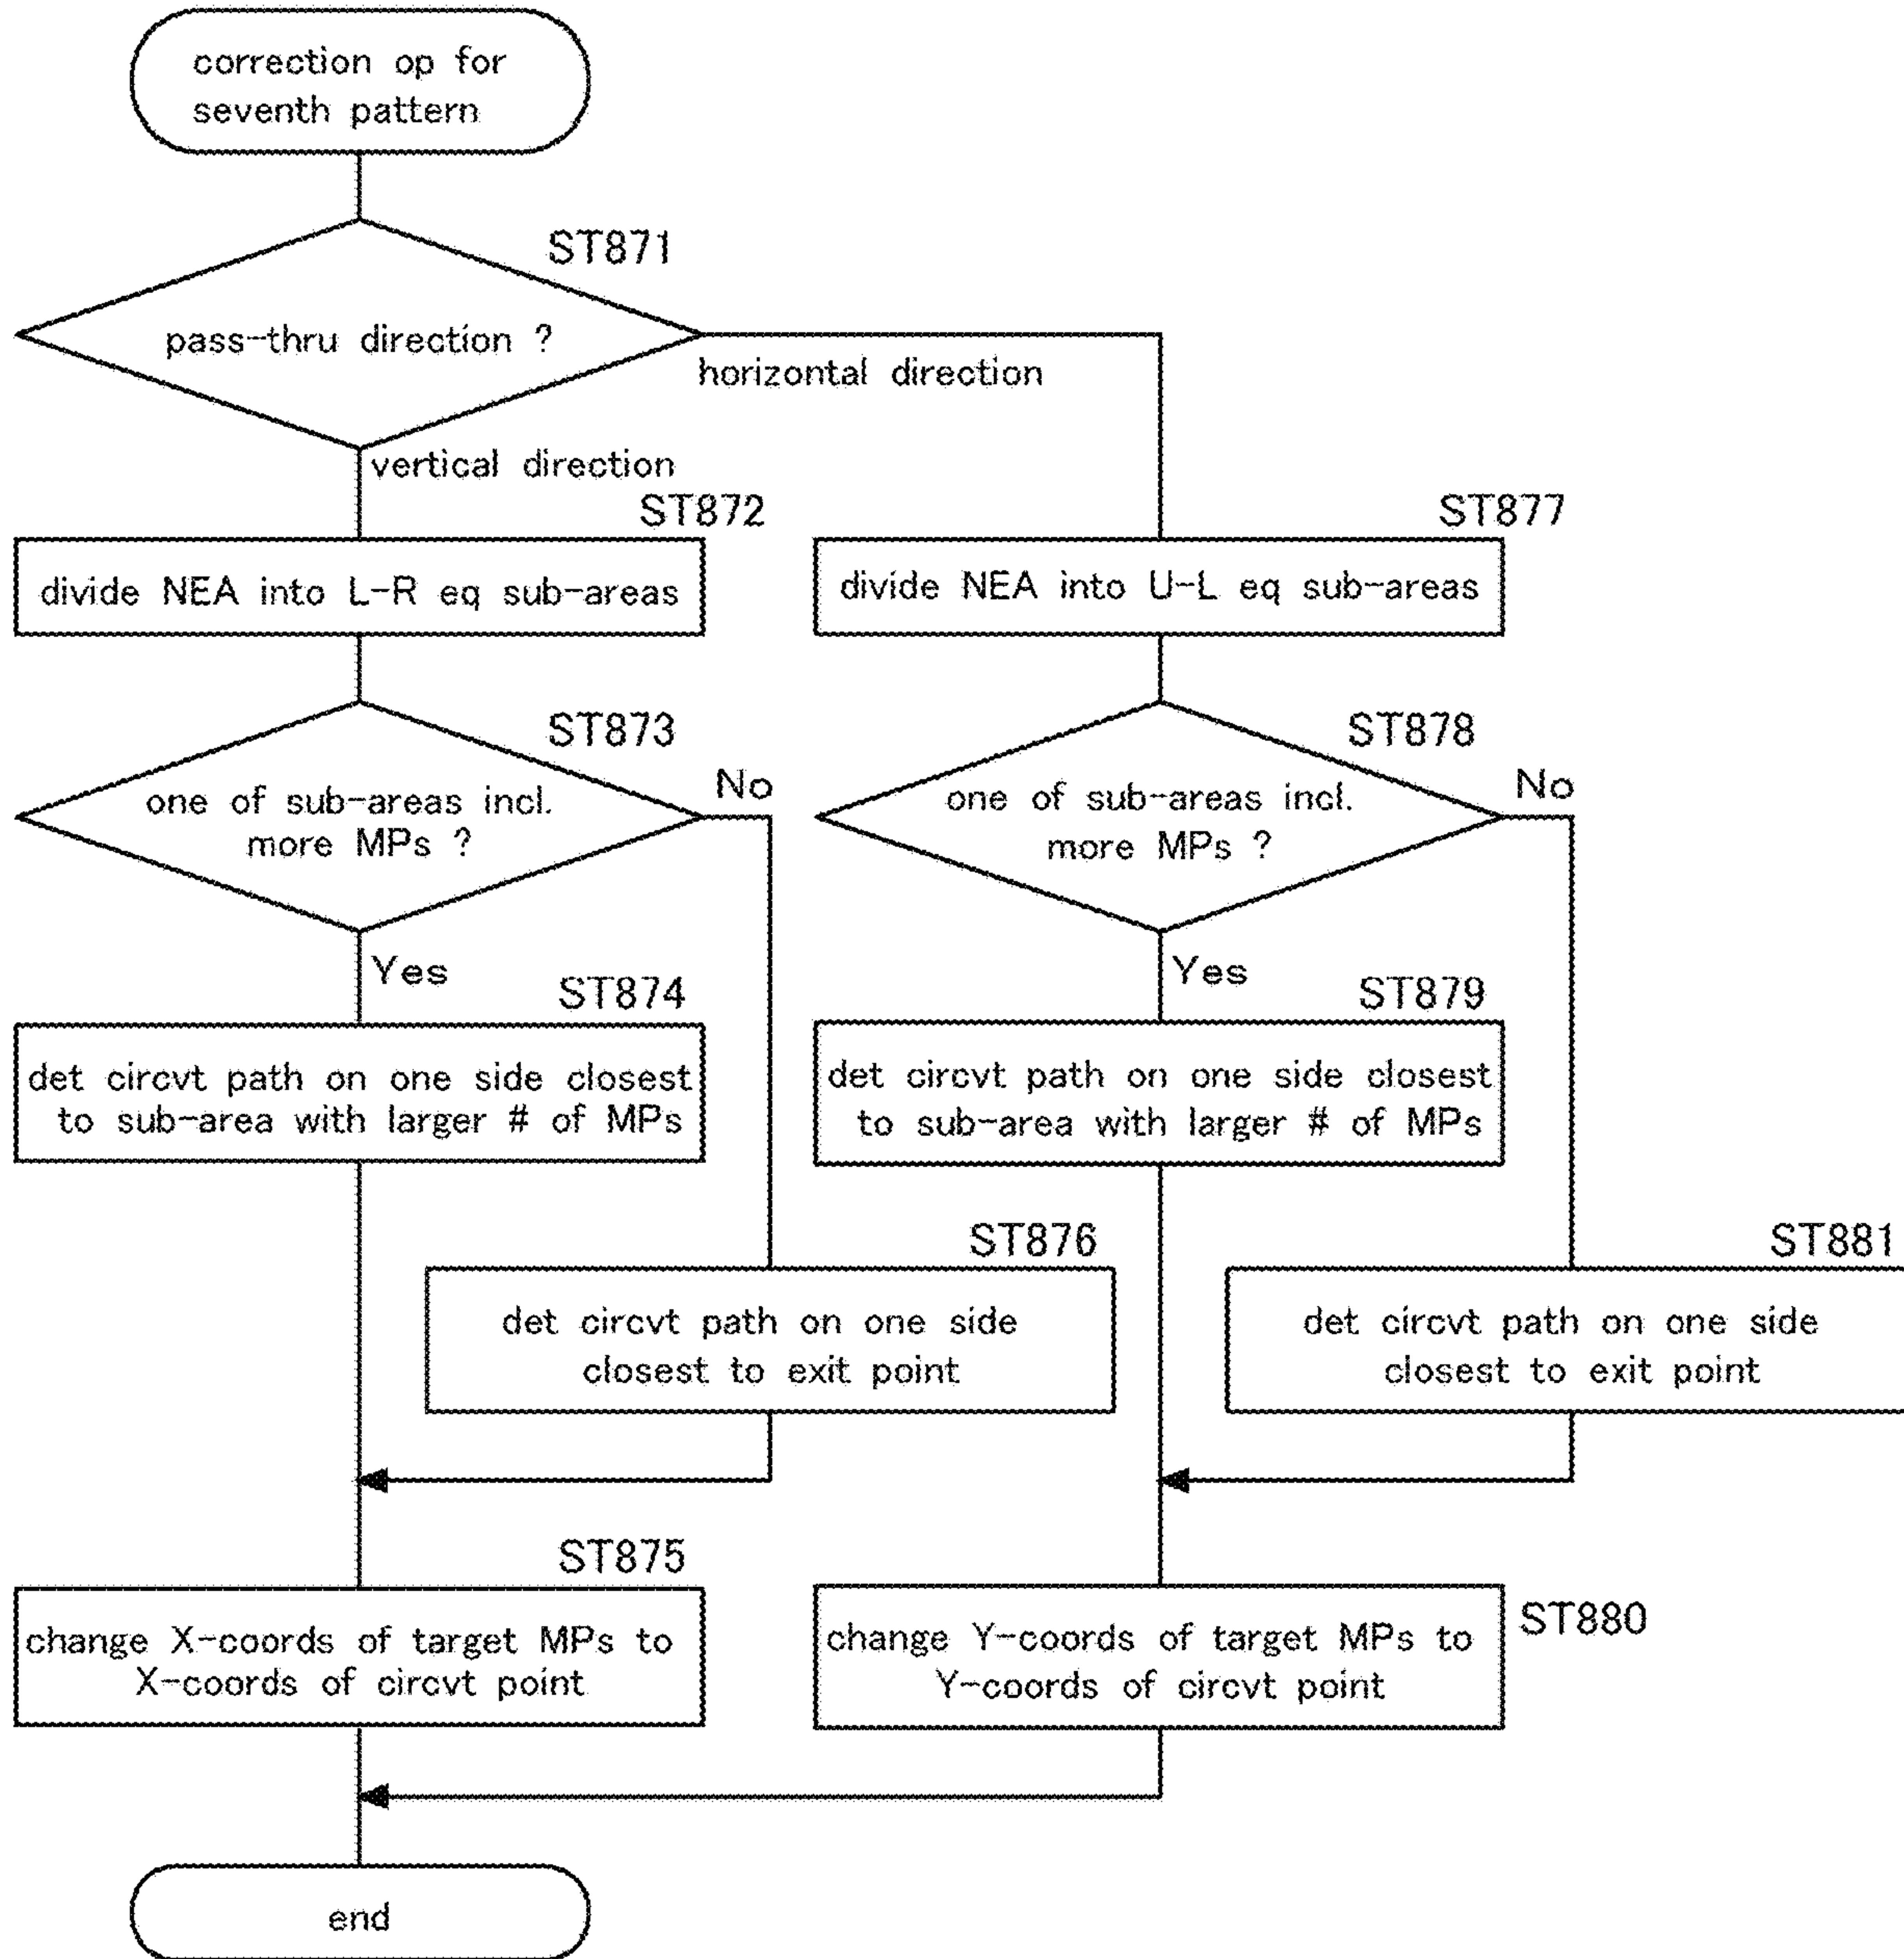 correction op for
seventh pattern
ST871
pass-thru direction ?
horizontal direction
vertical direction
ST872
divide NEA into L-R eq sub-areas
ST877
divide NEA into U-L eq sub-areas
ST873
one of sub-areas incl.
more MPs ?
No
Yes
ST878
one of sub-areas incl.
more MPs ?
No
Yes
ST874
det circvt path on one side closest
to sub-area with larger # of MPs
ST879
det circvt path on one side closest
to sub-area with larger # of MPs
ST876
det circvt path on one side
closest to exit point
ST881
det circvt path on one side
closest to exit point
ST875
change X-coords of target MPs to
X-coords of circvt point
ST880
change Y-coords of target MPs to
Y-coords of circvt point
end